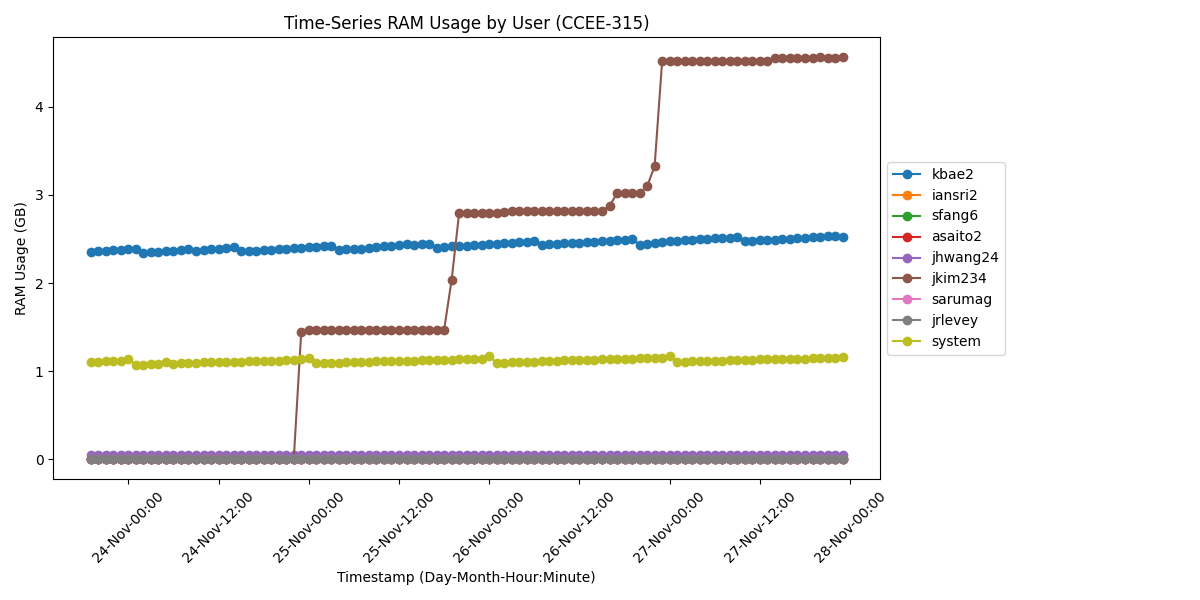 Time-Series RAM Usage by User (CCEE-315)
RAM Usage (GB)
4
3
2
1
0
24-Nov-00:00
24-Nov-12:00
25-Nov-00:00
25-Nov-12:00
26-Nov-00:00
26-Nov-12:00
27-Nov-00:00
27-Nov-12:00
28-Nov-00:00
Timestamp (Day-Month-Hour:Minute)
kbae2
iansri2
sfang6
asaito2
jhwang24
jkim234
sarumag
jrlevey
system